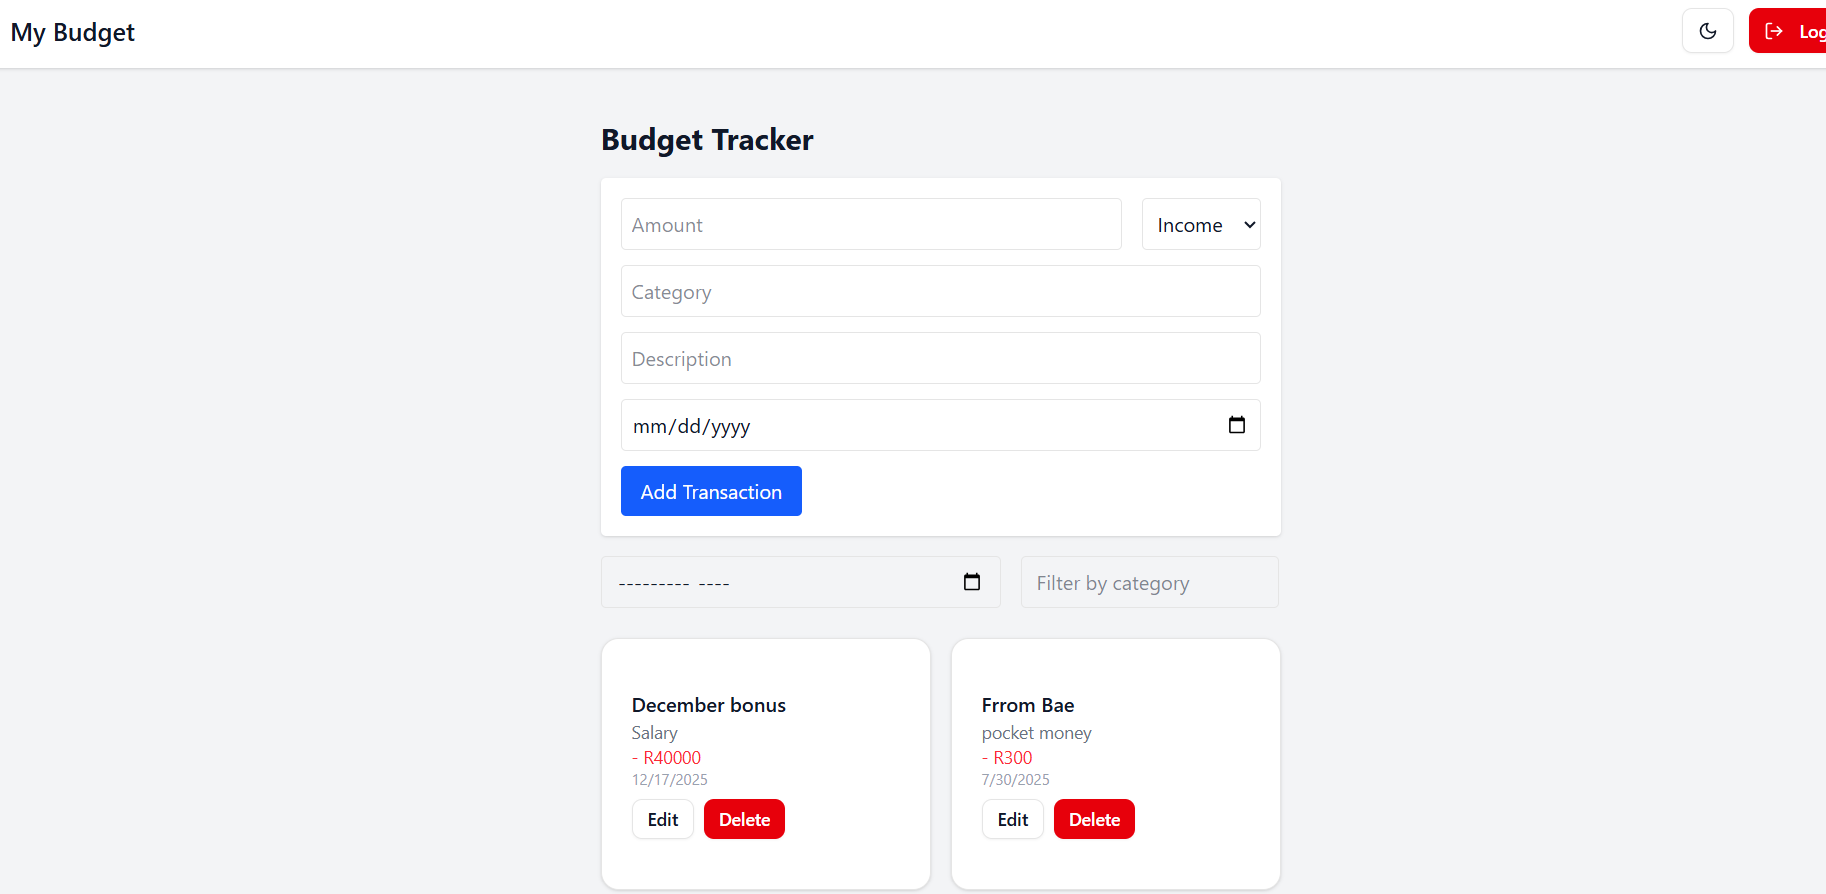 My Budget
Log
Budget Tracker
Amount
Income
Category
Description
mm/dd/yyyy
Add Transaction
--------- ----
Filter by category
December bonus
Salary
- R40000
12/17/2025
Edit
Delete
Frrom Bae
pocket money
- R300
7/30/2025
Edit
Delete